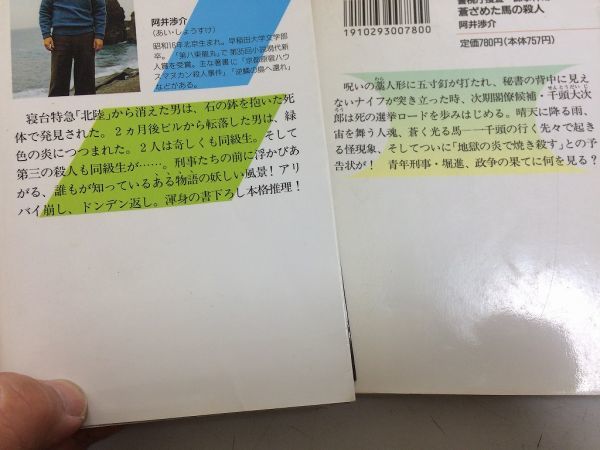 阿井渉介
(あい・しょうすけ)
昭和16年北京生まれ。早稲田大学文学部
卒。「第八東龍丸」で第35回小説現代新
人賞を受賞。主な著書に「京都原宿ハウ
スマヌカン殺人事件」「逆鱗の傷へ還れ」
などがある。
寝台特急「北陸」から消えた男は、石の鉢を抱いた死
体で発見された。2ヵ月後ビルから転落した男は、緑
色の炎につつまれた。2人は奇しくも同級生。そして
第三の殺人も同級生が……。刑事たちの前に浮かびあ
がる、誰もが知っているある物語の妖しい風景!アリ
バイ崩し、ドンデン返し。渾身の書下ろし本格推理!
蒼ざめた馬の殺人
阿井渉介
1910293007800
定価780円(本体757円)
呪いの藁人形に五寸釘が打たれ、秘書の背中に見え
ないナイフが突き立った時、次期閣僚候補・千頭大次
郎は死の選挙ロードを歩みはじめる。晴天に降る雨、
宙を舞う人魂、蒼く光る馬――千頭の行く先々で起き
る怪現象、そしてついに「地獄の炎で焼き殺す」との予
告状が! 青年刑事・堀進、政争の果てに何を見る?